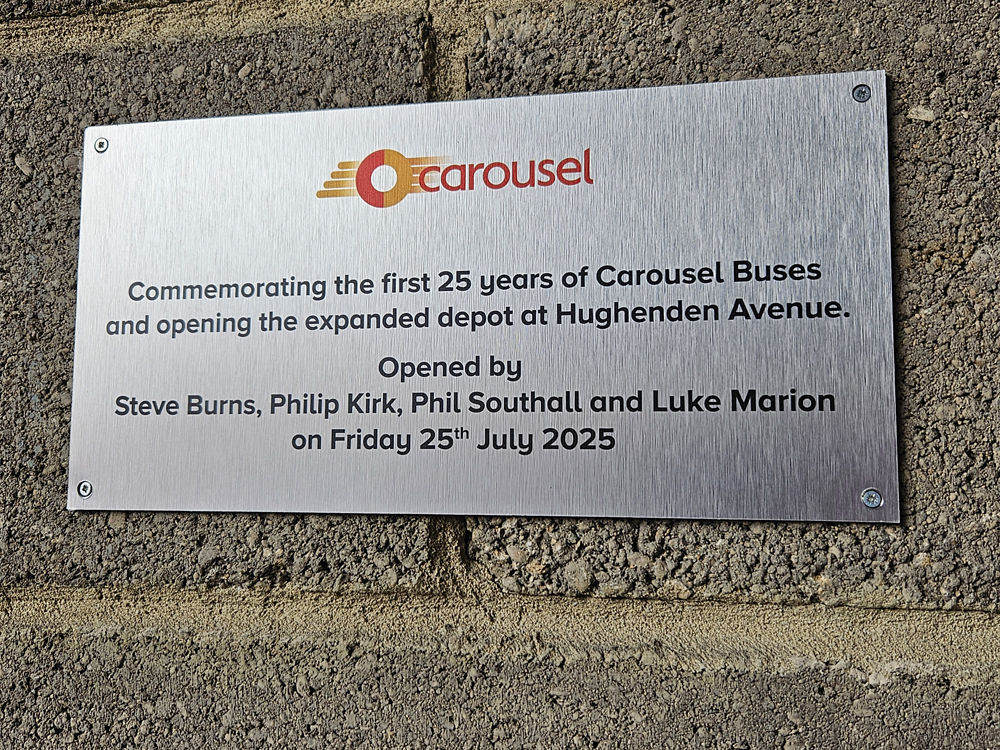 carousel
Commemorating the first 25 years of Carousel Buses
and opening the expanded depot at Hughenden Avenue.
Opened by
Steve Burns, Philip Kirk, Phil Southall and Luke Marion
on Friday 25th July 2025